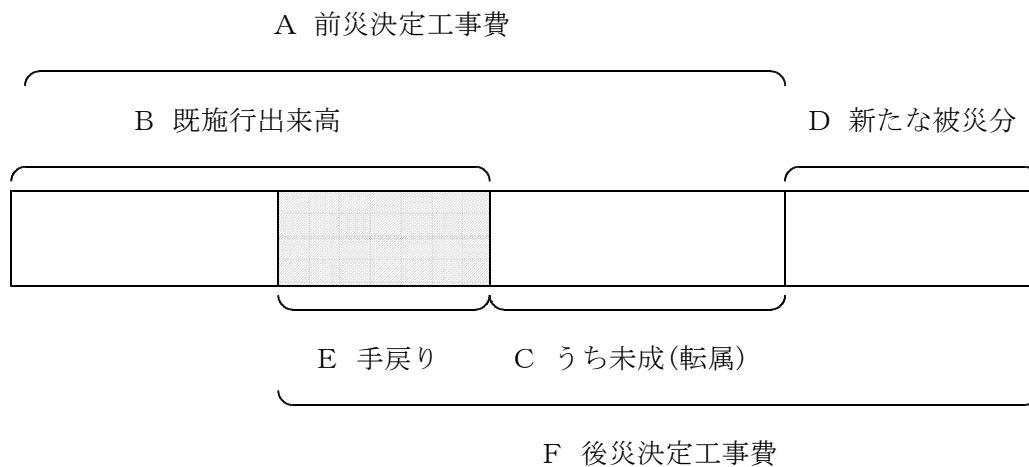 A 前災決定工事費
B 既施行出来高
D 新たな被災分
E 手戻り
C うち未成(転属)
F 後災決定工事費